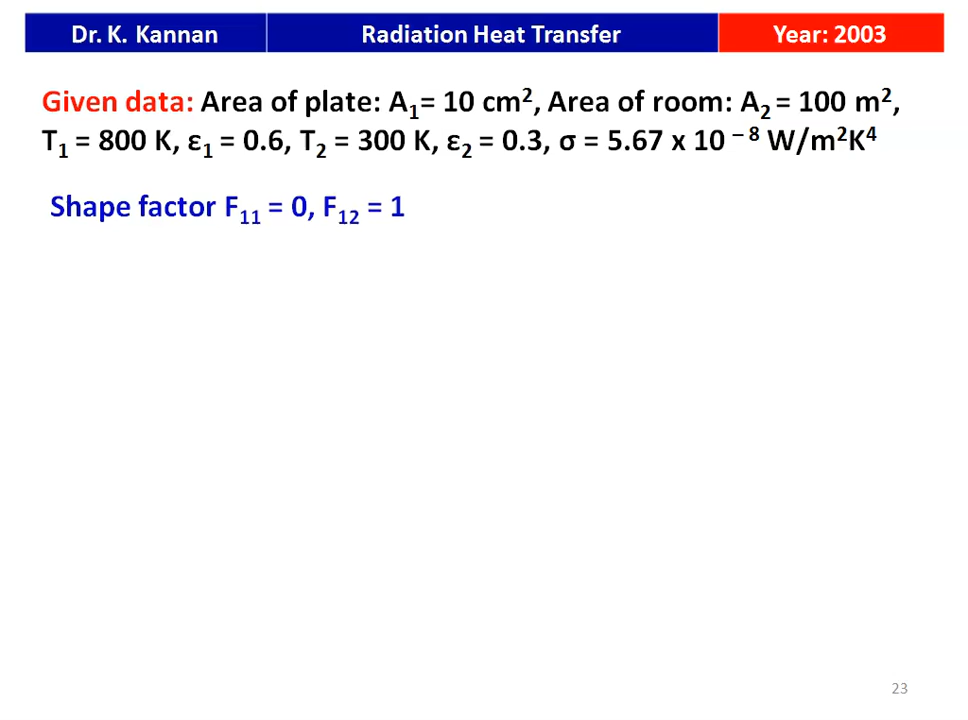 Dr. K. Kannan Radiation Heat Transfer Year: 2003
Given data: Area of plate: A₁= 10 cm², Area of room: A₂ = 100 m²,
T₁ = 800 K, ε₁ = 0.6, T₂ = 300 K, ε₂ = 0.3, σ = 5.67 x 10 ⁻ ⁸ W/m²K⁴
Shape factor F₁₁ = 0, F₁₂ = 1
23